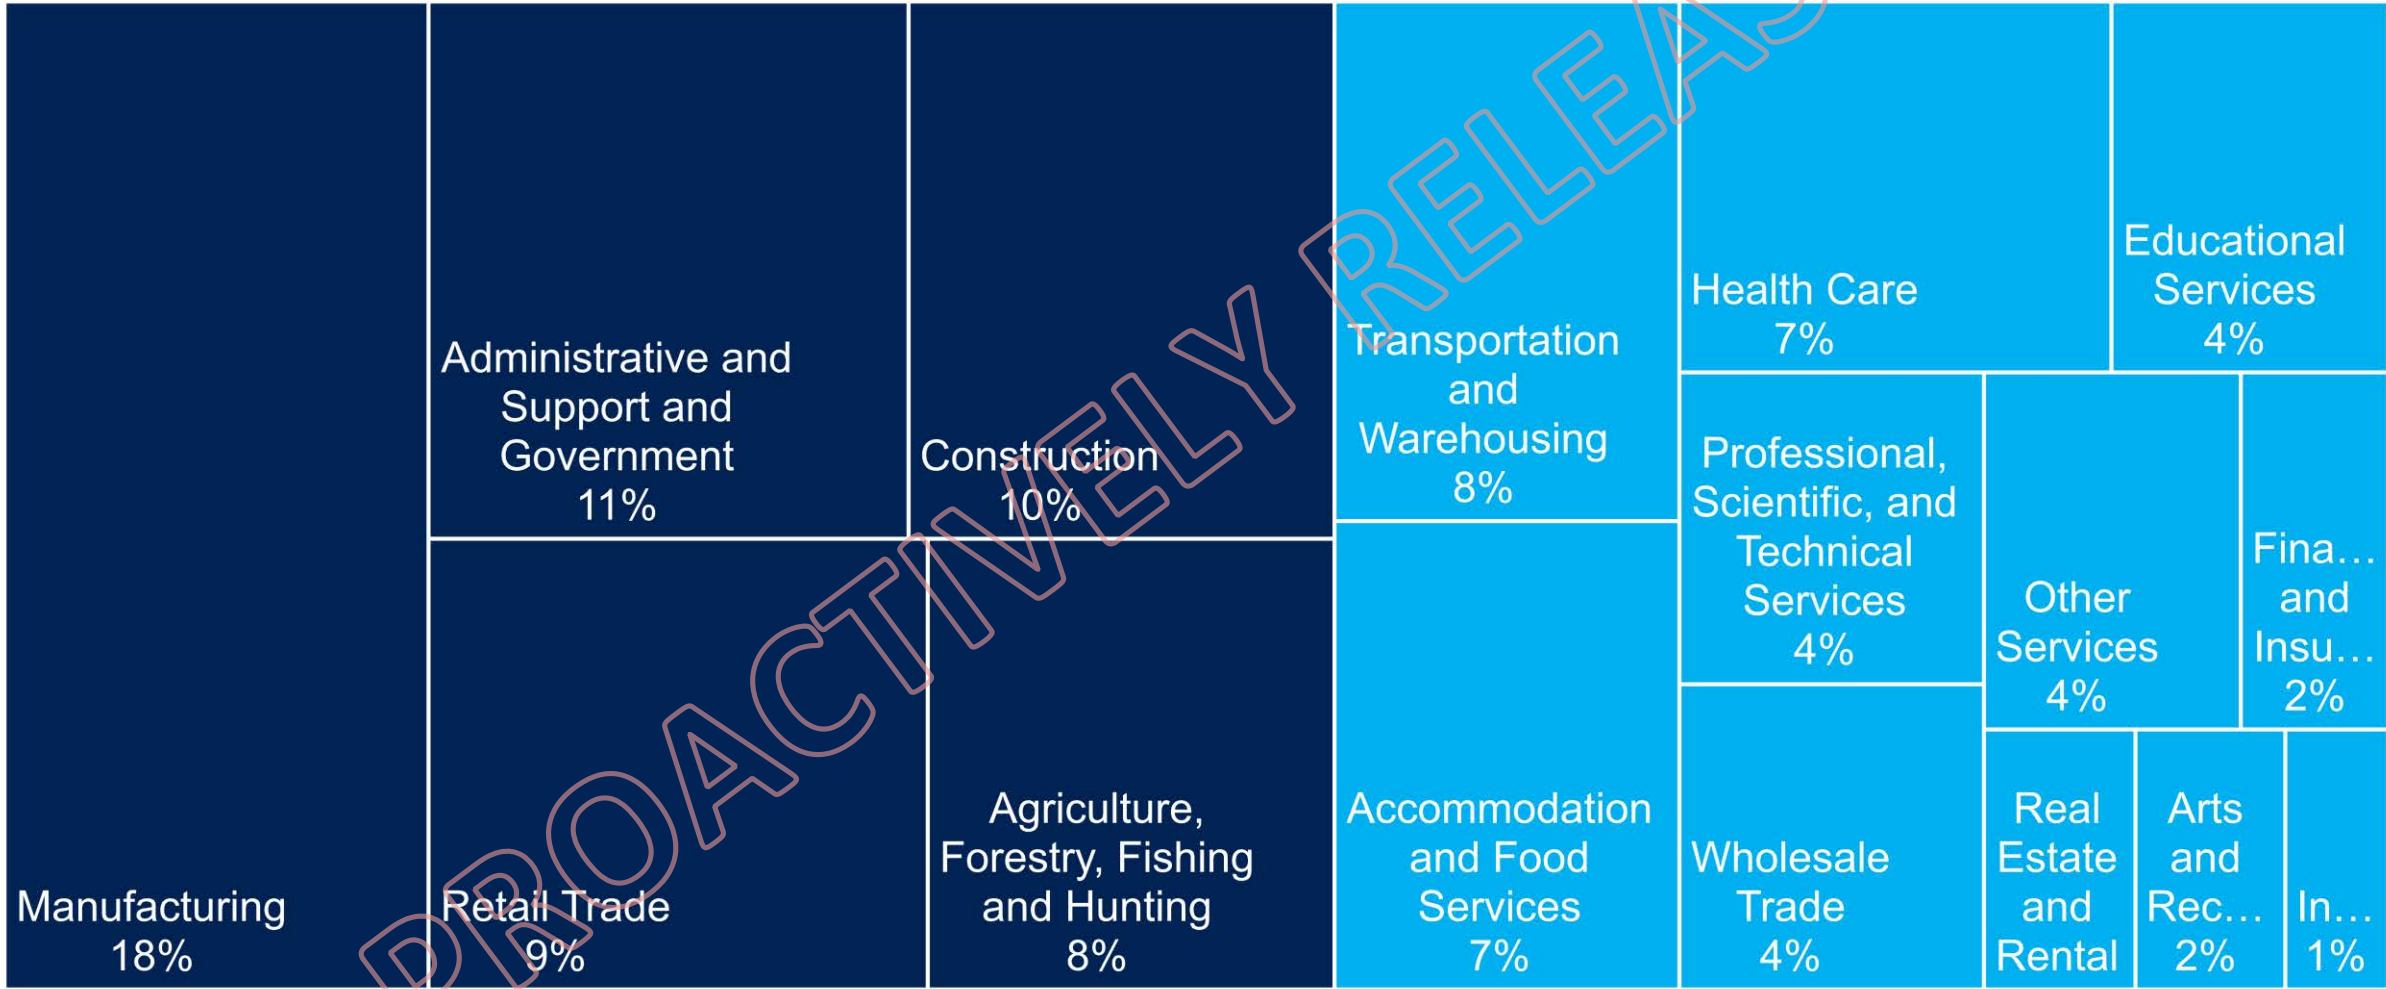 Manufacturing
18%
Administrative and
Support and
Government
11%
Construction
10%
Retail Trade
9%
Agriculture,
Forestry, Fishing
and Hunting
8%
Transportation
and
Warehousing
8%
Accommodation
and Food
Services
7%
Health Care
7%
Educational
Services
4%
Professional,
Scientific, and
Technical
Services
4%
Wholesale
Trade
4%
Other
Services
4%
Fina…
and
Insu…
2%
Real
Estate
and
Rental
Arts
and
Rec…
2%
In…
1%
PROACTIVELY RELEAS